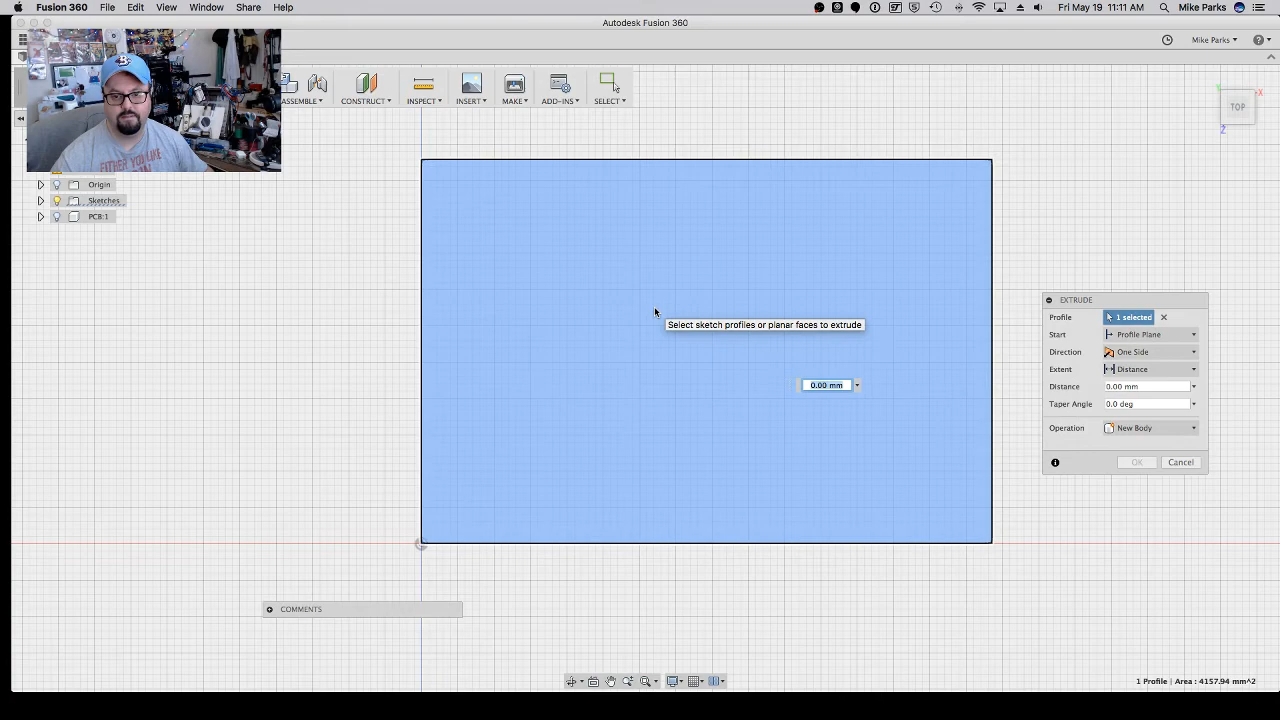 Fusion 360 File Edit View Window Share Help
Fri May 19 11:11 AM Mike Parks
Autodesk Fusion 360
Mike Parks
ASSEMBLE CONSTRUCT INSPECT INSERT MAKE ADD-INS SELECT
TOP
X
Z
EITHER YOU LIKE
Origin
Sketches
PCB:1
Select sketch profiles or planar faces to extrude
0.00 mm
EXTRUDE
Profile 1 selected
Start Profile Plane
Direction One Side
Extent Distance
Distance 0.00 mm
Taper Angle 0.0 deg
Operation New Body
OK Cancel
COMMENTS
1 Profile | Area : 4157.94 mm^2